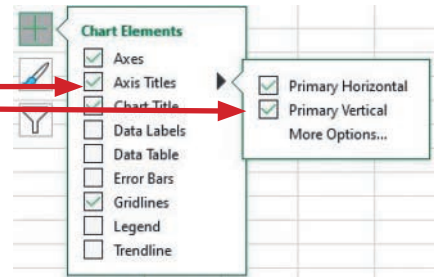 Chart Elements
Axes
Axis Titles
Chart Title
Data Labels
Data Table
Error Bars
Gridlines
Legend
Trendline
Primary Horizontal
Primary Vertical
More Options...